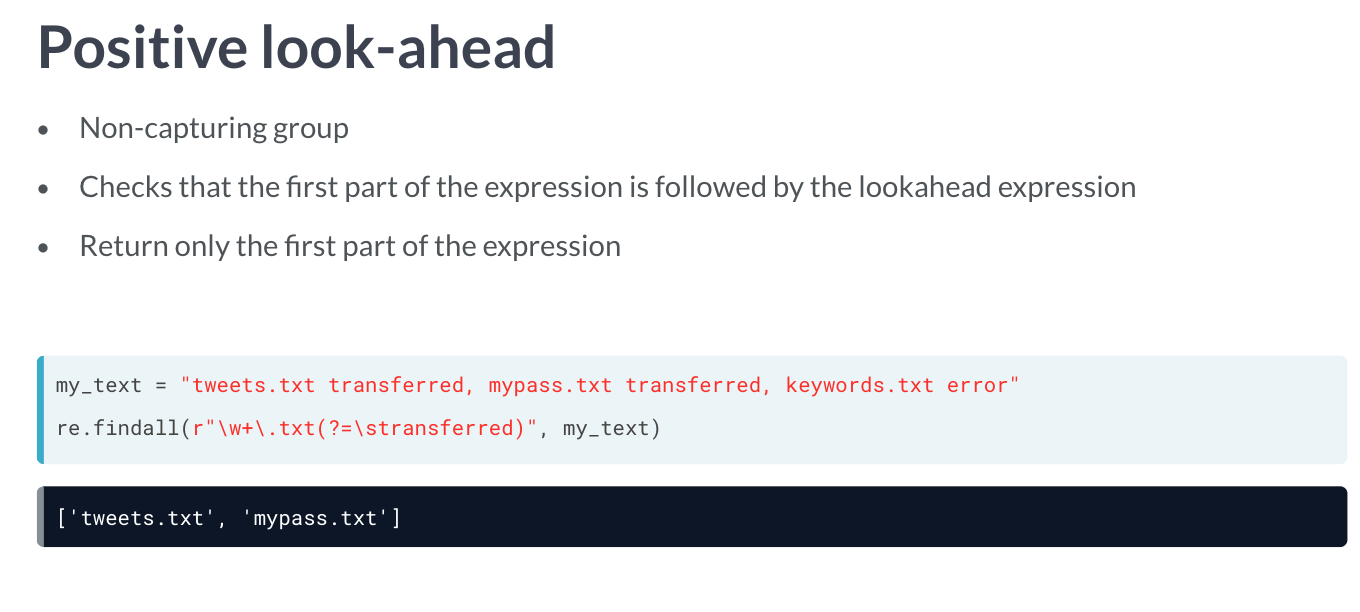 Positive look-ahead
• Non-capturing group
• Checks that the first part of the expression is followed by the lookahead expression
• Return only the first part of the expression
my_text = "tweets.txt transferred, mypass.txt transferred, keywords.txt error"
re.findall(r"\w+\.txt(?=\stransferred)", my_text)
['tweets.txt', 'mypass.txt']